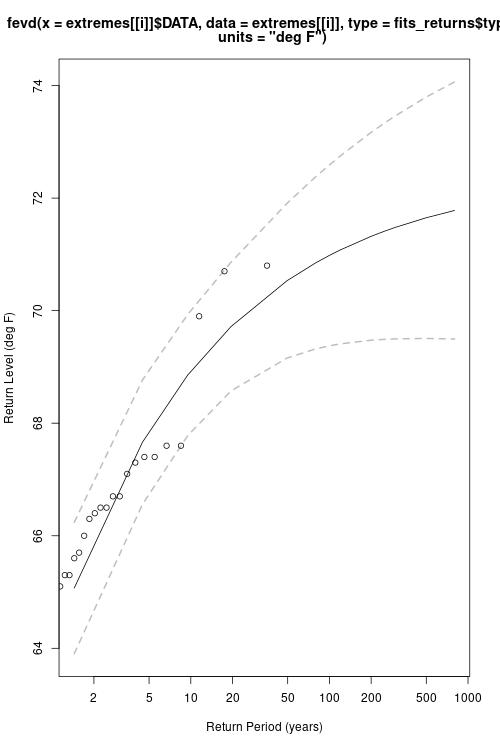 fevd(x = extremes[[i]]$DATA, data = extremes[[i]], type = fits_returns$typ
units = "deg F")
74
72
70
68
66
64
Return Level (deg F)
2 5 10 20 50 100 200 500 1000
Return Period (years)